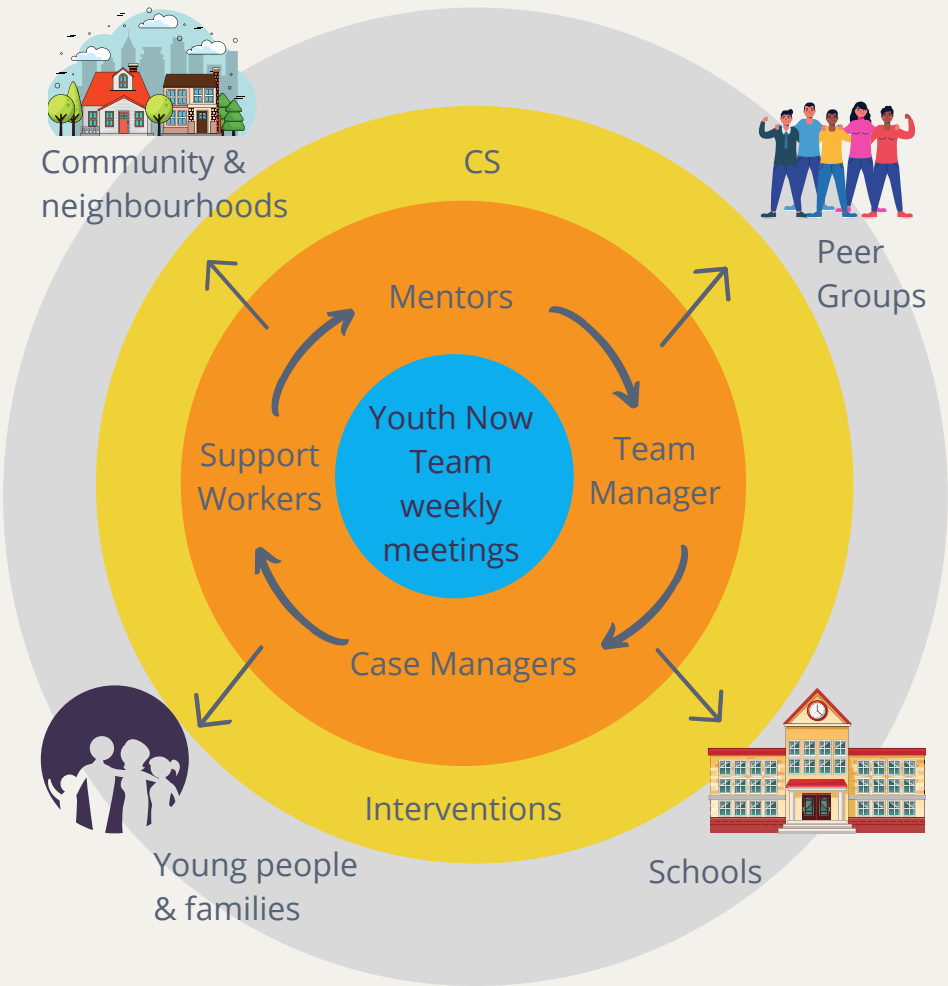 Community &
neighbourhoods
CS
Peer
Groups
Mentors
Youth Now
Team
weekly
meetings
Support
Workers
Team
Manager
Case Managers
Interventions
Young people
& families
Schools